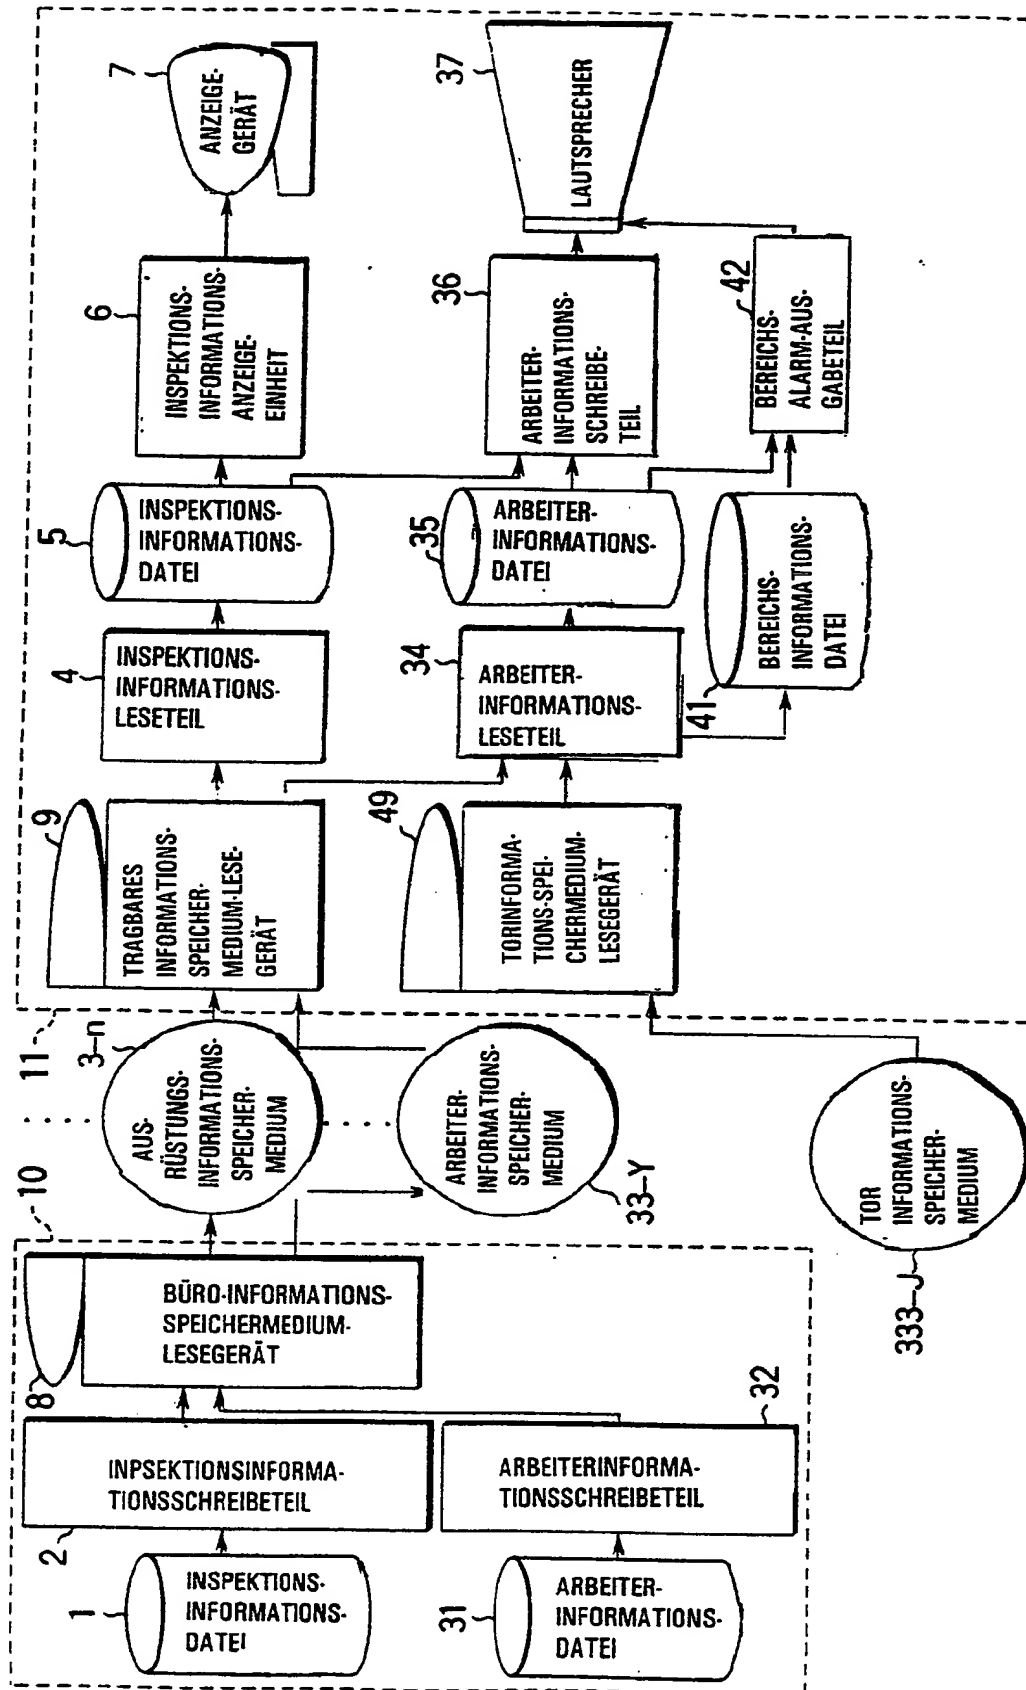 10
11
1
INSPEKTIONS-
INFORMATIONS-
DATEI
2
INPSEKTIONSINFORMA-
TIONSSCHREIBETEIL
8
BÜRO-INFORMATIONS-
SPEICHERMEDIUM-
LESEGERÄT
31
ARBEITER-
INFORMATIONS-
DATEI
32
ARBEITERINFORMA-
TIONSSCHREIBETEIL
3-n
AUS-
RÜSTUNGS-
INFORMATIONS-
SPEICHER-
MEDIUM
33-Y
ARBEITER-
INFORMATIONS-
SPEICHER-
MEDIUM
333-J
TOR
INFORMATIONS-
SPEICHER-
MEDIUM
9
TRAGBARES
INFORMATIONS-
SPEICHER-
MEDIUM-LESE-
GERÄT
4
INSPEKTIONS-
INFORMATIONS-
LESETEIL
5
INSPEKTIONS-
INFORMATIONS-
DATEI
6
INSPEKTIONS-
INFORMATIONS-
ANZEIGE-
EINHEIT
7
ANZEIGE-
GERÄT
49
TORINFORMA-
TIONS-SPEI-
CHERMEDIUM-
LESEGERÄT
34
ARBEITER-
INFORMATIONS-
LESETEIL
35
ARBEITER-
INFORMATIONS-
DATEI
36
ARBEITER-
INFORMATIONS-
SCHREIBE-
TEIL
37
LAUTSPRECHER
41
BEREICHS-
INFORMATIONS-
DATEI
42
BEREICHS-
ALARM-AUS-
GABETEIL